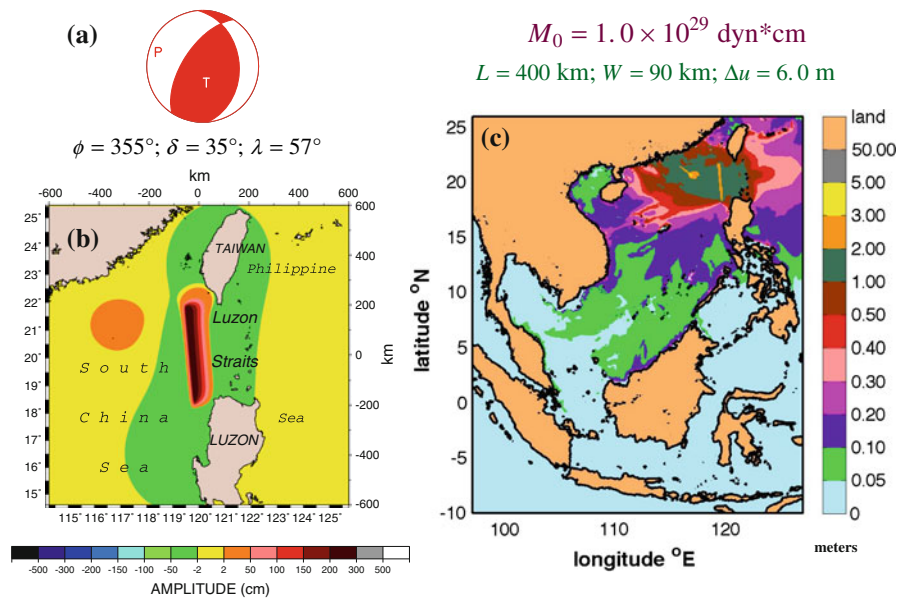 (a)
P
T
ϕ = 355°; δ = 35°; λ = 57°
km
-600 -400 -200 0 200 400 600
(b)
25˚
24˚
23˚
22˚
21˚
20˚
19˚
18˚
17˚
16˚
15˚
600
400
200
0
-200
-400
-600
km
TAIWAN
Philippine
Luzon
Straits
South
China
Sea
Sea
LUZON
115˚ 116˚ 117˚ 118˚ 119˚ 120˚ 121˚ 122˚ 123˚ 124˚ 125˚
-500 -300 -200 -100 -50 -2 2 50 100 150 200 300 500
AMPLITUDE (cm)
M₀ = 1.0 × 10²⁹ dyn*cm
L = 400 km; W = 90 km; Δu = 6.0 m
(c)
25
20
15
10
5
0
-5
-10
latitude °N
100 110 120
longitude °E
land
50.00
5.00
3.00
2.00
1.00
0.50
0.40
0.30
0.20
0.10
0.05
0
meters